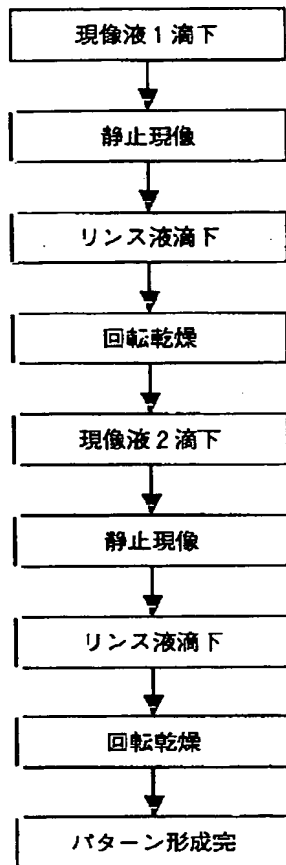 現像液1滴下
静止現像
リンス液滴下
回転乾燥
現像液2滴下
静止現像
リンス液滴下
回転乾燥
パターン形成完